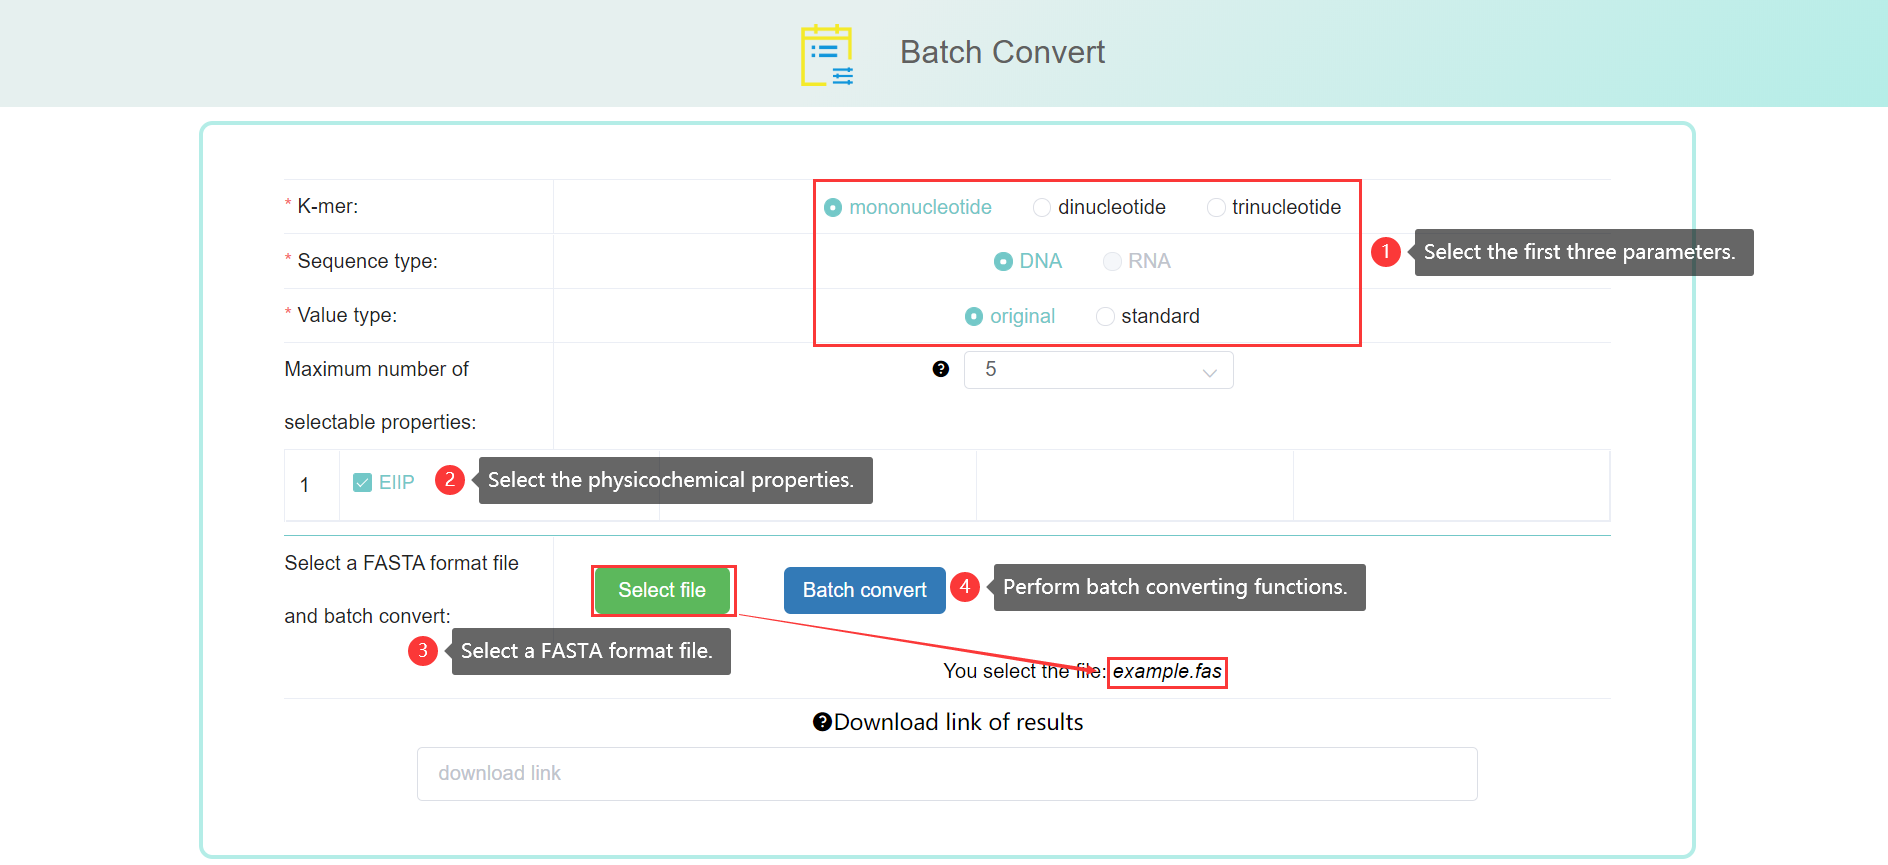 Batch Convert
* K-mer:
mononucleotide dinucleotide trinucleotide
* Sequence type:
DNA RNA
1 Select the first three parameters.
* Value type:
original standard
Maximum number of
selectable properties:
? 5
1 EIIP 2 Select the physicochemical properties.
Select a FASTA format file
and batch convert:
Select file Batch convert 4 Perform batch converting functions.
3 Select a FASTA format file.
You select the file: example.fas
?Download link of results
download link